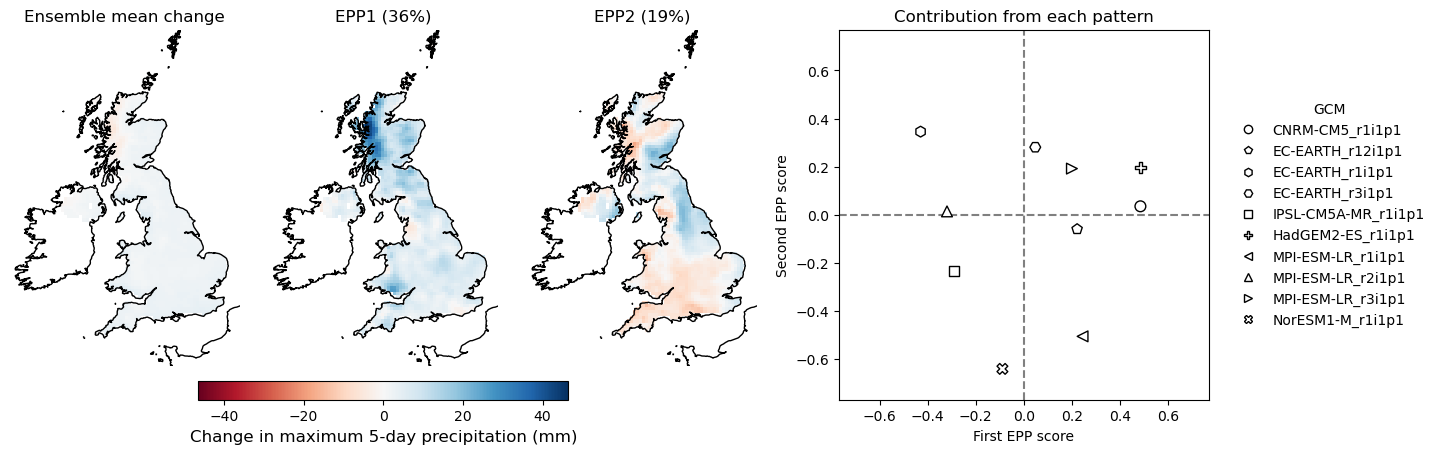 Ensemble mean change
EPP1 (36%)
EPP2 (19%)
−40
−20
0
20
40
Change in maximum 5-day precipitation (mm)
Contribution from each pattern
Second EPP score
0.6
0.4
0.2
0.0
−0.2
−0.4
−0.6
−0.6
−0.4
−0.2
0.0
0.2
0.4
0.6
First EPP score
GCM
CNRM-CM5_r1i1p1
EC-EARTH_r12i1p1
EC-EARTH_r1i1p1
EC-EARTH_r3i1p1
IPSL-CM5A-MR_r1i1p1
HadGEM2-ES_r1i1p1
MPI-ESM-LR_r1i1p1
MPI-ESM-LR_r2i1p1
MPI-ESM-LR_r3i1p1
NorESM1-M_r1i1p1